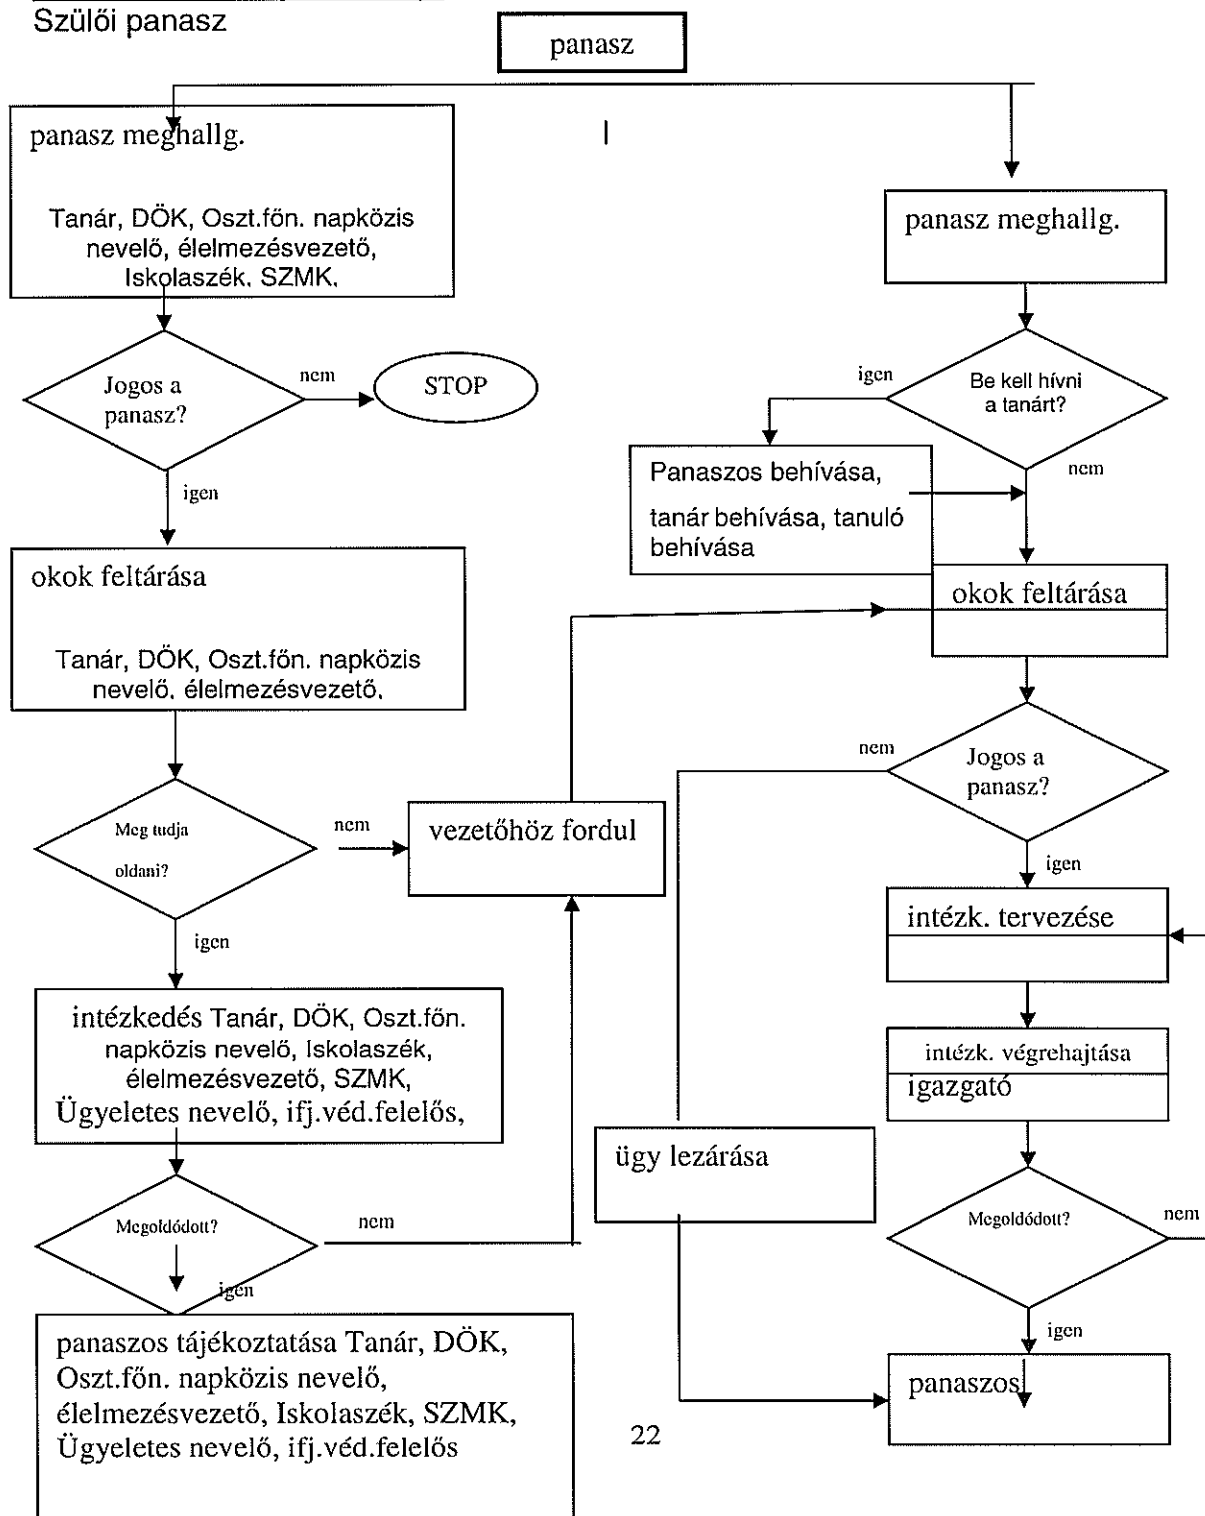 Szülői panasz
panasz
panasz meghallg.
Tanár, DÖK, Oszt.főn. napközis
nevelő, élelmezésvezető,
Iskolaszék. SZMK.
Jogos a
panasz?
nem
STOP
igen
okok feltárása
Tanár, DÖK, Oszt.főn. napközis
nevelő. élelmezésvezető.
Meg tudja
oldani?
nem
vezetőhöz fordul
igen
intézkedés Tanár, DÖK, Oszt.főn.
napközis nevelő, Iskolaszék,
élelmezésvezető, SZMK,
Ügyeletes nevelő, ifj.véd.felelős,
Megoldódott?
nem
igen
panaszos tájékoztatása Tanár, DÖK,
Oszt.főn. napközis nevelő,
élelmezésvezető, Iskolaszék, SZMK,
Ügyeletes nevelő, ifj.véd.felelős
panasz meghallg.
Be kell hívni
a tanárt?
igen
nem
Panaszos behívása,
tanár behívása, tanuló
behívása
okok feltárása
Jogos a
panasz?
nem
igen
intézk. tervezése
intézk. végrehajtása
igazgató
ügy lezárása
Megoldódott?
nem
igen
panaszos
22